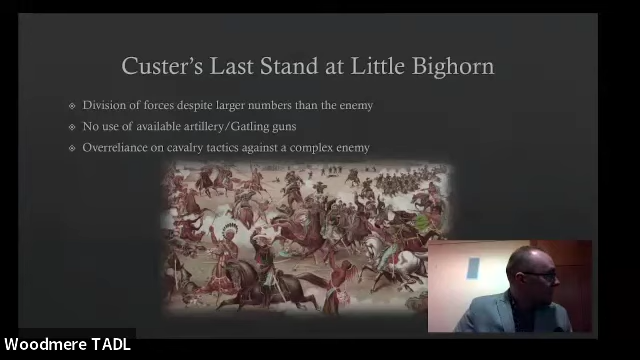 Custer's Last Stand at Little Bighorn
Division of forces despite larger numbers than the enemy
No use of available artillery/Gatling guns
Overreliance on cavalry tactics against a complex enemy
Woodmere TADL